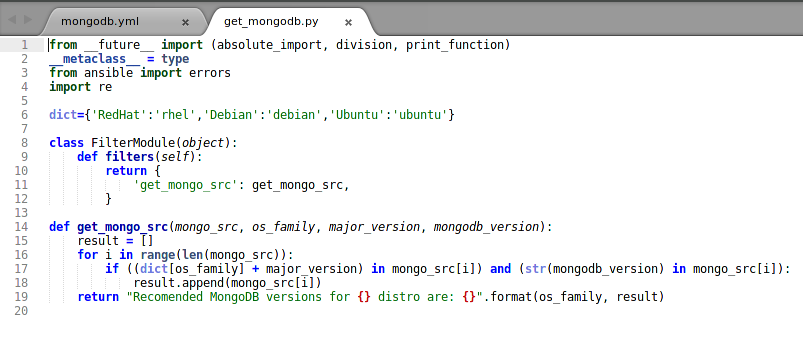 mongodb.yml × get_mongodb.py ×
1 from __future__ import (absolute_import, division, print_function)
2 __metaclass__ = type
3 from ansible import errors
4 import re
5
6 dict={'RedHat':'rhel','Debian':'debian','Ubuntu':'ubuntu'}
7
8 class FilterModule(object):
9     def filters(self):
10         return {
11             'get_mongo_src': get_mongo_src,
12         }
13
14 def get_mongo_src(mongo_src, os_family, major_version, mongodb_version):
15     result = []
16     for i in range(len(mongo_src)):
17         if ((dict[os_family] + major_version) in mongo_src[i]) and (str(mongodb_version) in mongo_src[i]):
18             result.append(mongo_src[i])
19     return "Recomended MongoDB versions for {} distro are: {}".format(os_family, result)
20